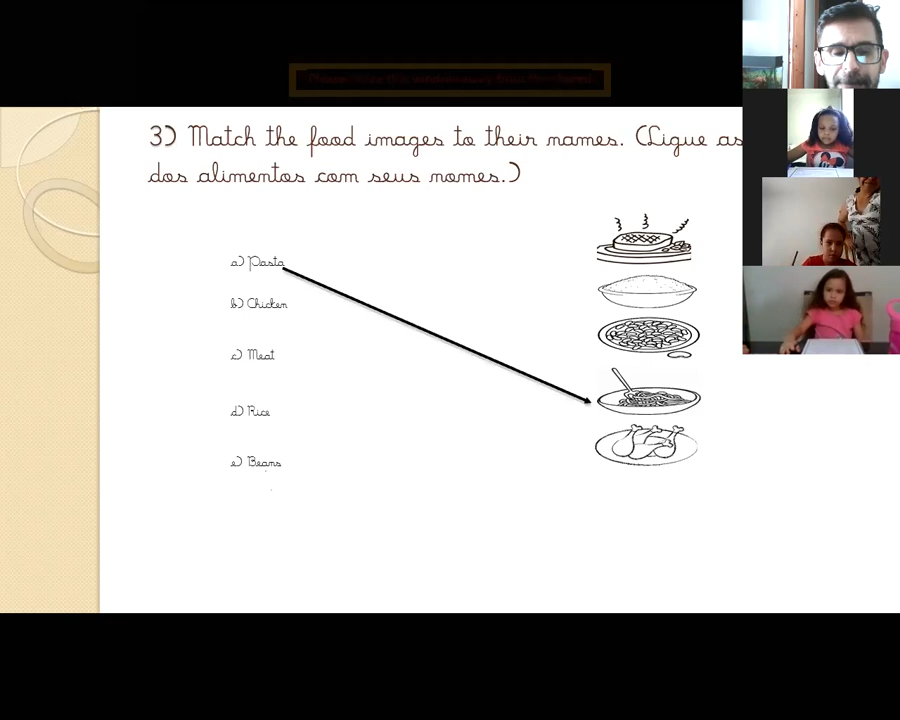 3) Match the food images to their names. (Ligue as
dos alimentos com seus nomes.)
a) Pasta
b) Chicken
c) Meat
d) Rice
e) Beans